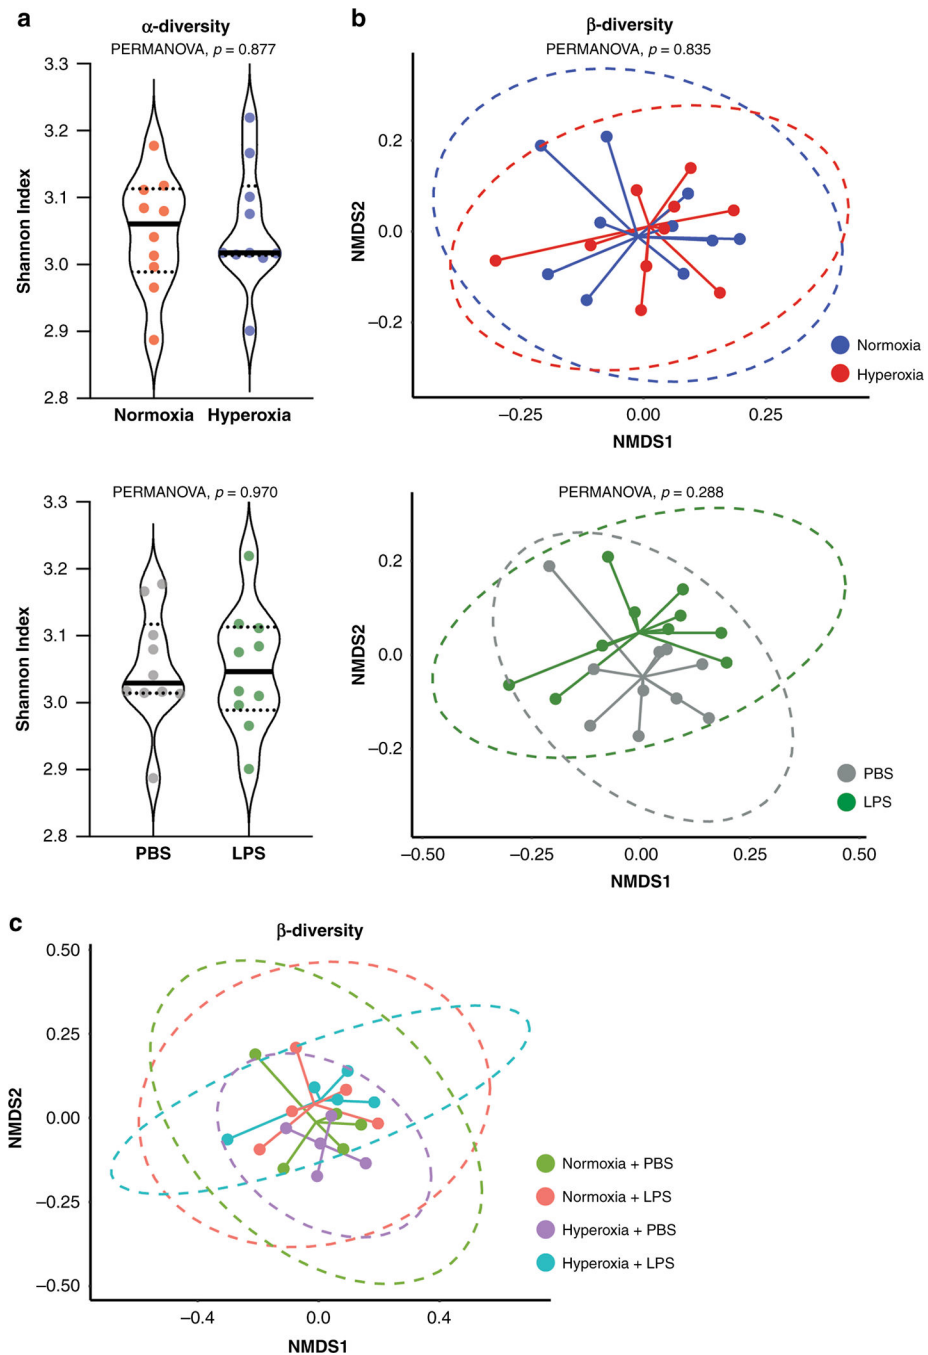 a
α-diversity
PERMANOVA, p = 0.877
3.3
3.2
3.1
3.0
2.9
2.8
Shannon Index
Normoxia
Hyperoxia
b
β-diversity
PERMANOVA, p = 0.835
0.2
0.0
–0.2
NMDS2
–0.25
0.00
0.25
NMDS1
Normoxia
Hyperoxia
PERMANOVA, p = 0.970
3.3
3.2
3.1
3.0
2.9
2.8
Shannon Index
PBS
LPS
PERMANOVA, p = 0.288
0.2
0.0
–0.2
NMDS2
–0.50
–0.25
0.00
0.25
0.50
NMDS1
PBS
LPS
c
β-diversity
0.50
0.25
0.00
–0.25
–0.50
NMDS2
–0.4
0.0
0.4
NMDS1
Normoxia + PBS
Normoxia + LPS
Hyperoxia + PBS
Hyperoxia + LPS